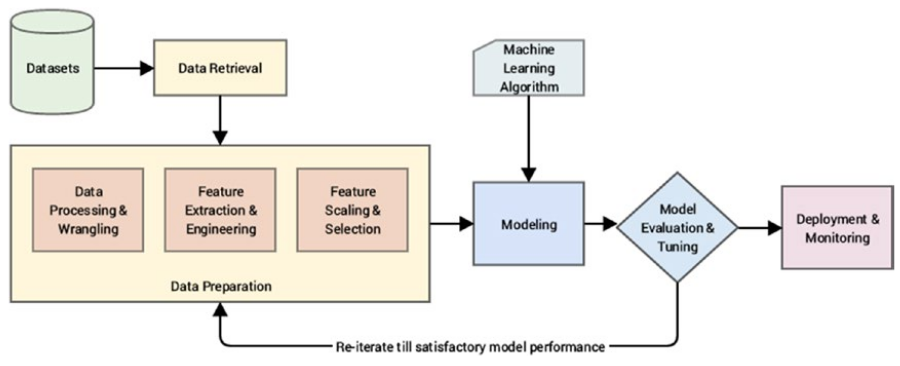 Datasets
Data Retrieval
Machine
Learning
Algorithm
Data
Processing &
Wrangling
Feature
Extraction &
Engineering
Feature
Scaling &
Selection
Data Preparation
Modeling
Model
Evaluation &
Tuning
Deployment &
Monitoring
Re-iterate till satisfactory model performance